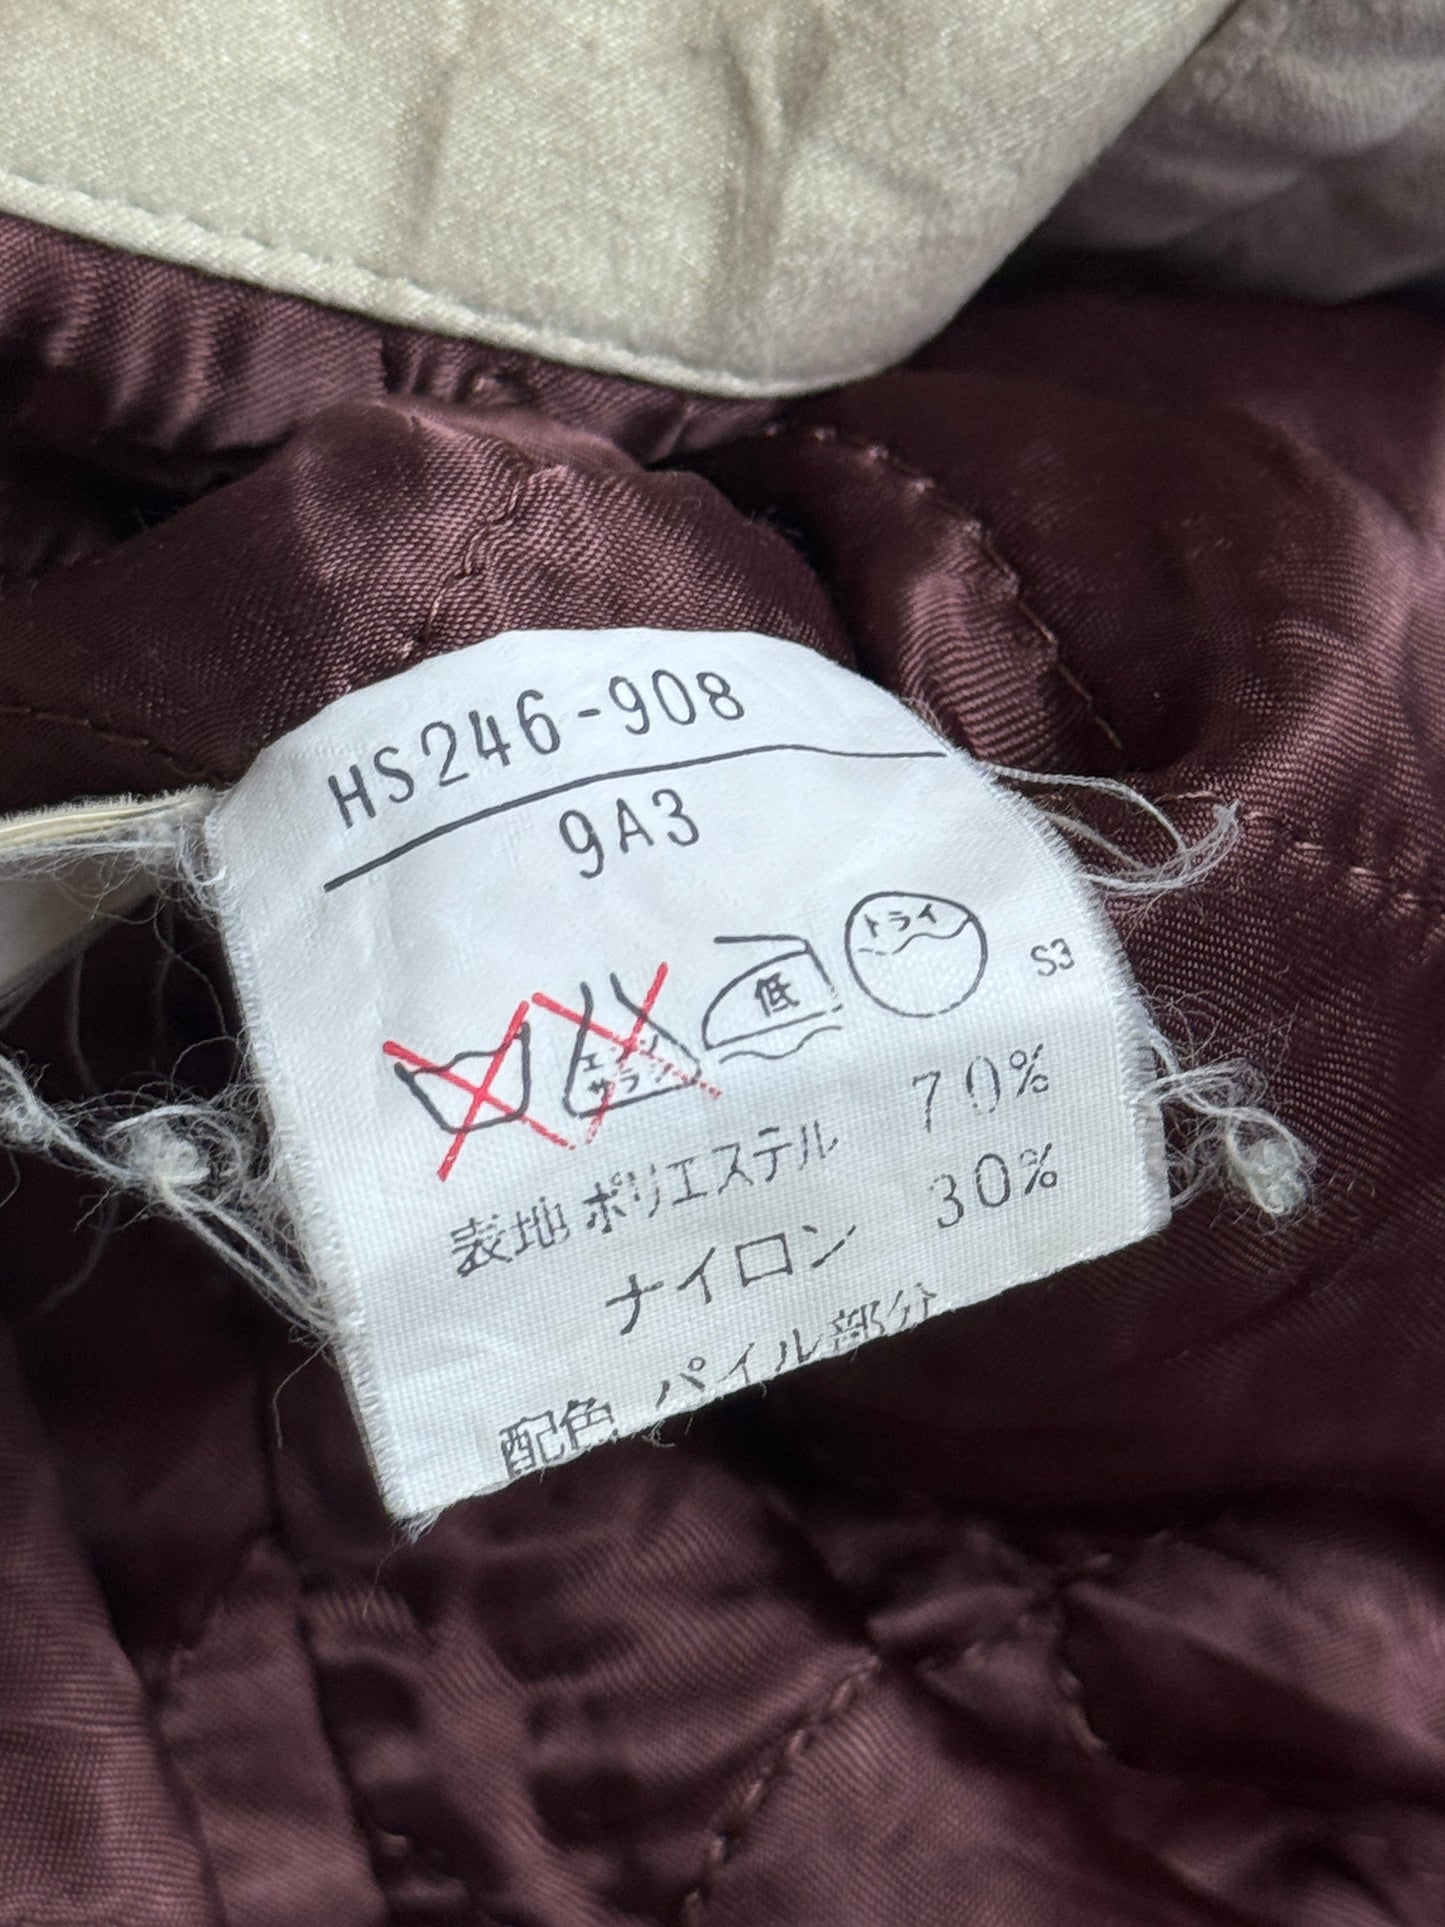 HS246-908
9A3
エンソ
サラシ
低
ドライ
S3
表地 ポリエステル 70%
ナイロン 30%
パイル部分
配色